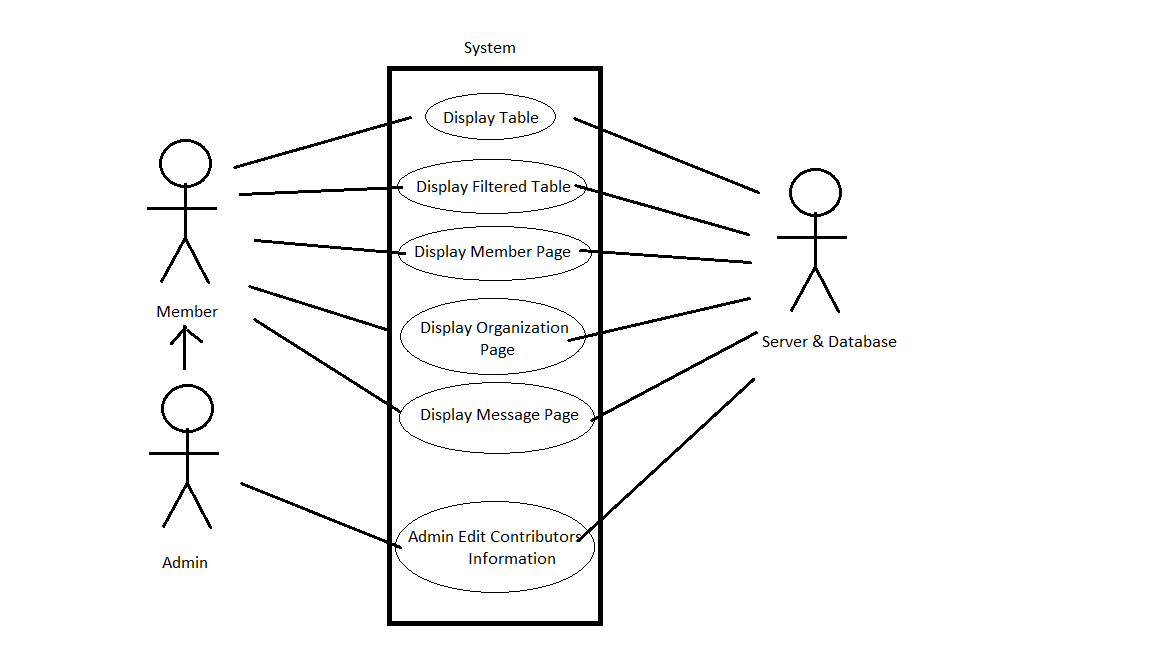 System
Display Table
Display Filtered Table
Display Member Page
Member
Display Organization
Page
Server & Database
Display Message Page
Admin Edit Contributors
Information
Admin